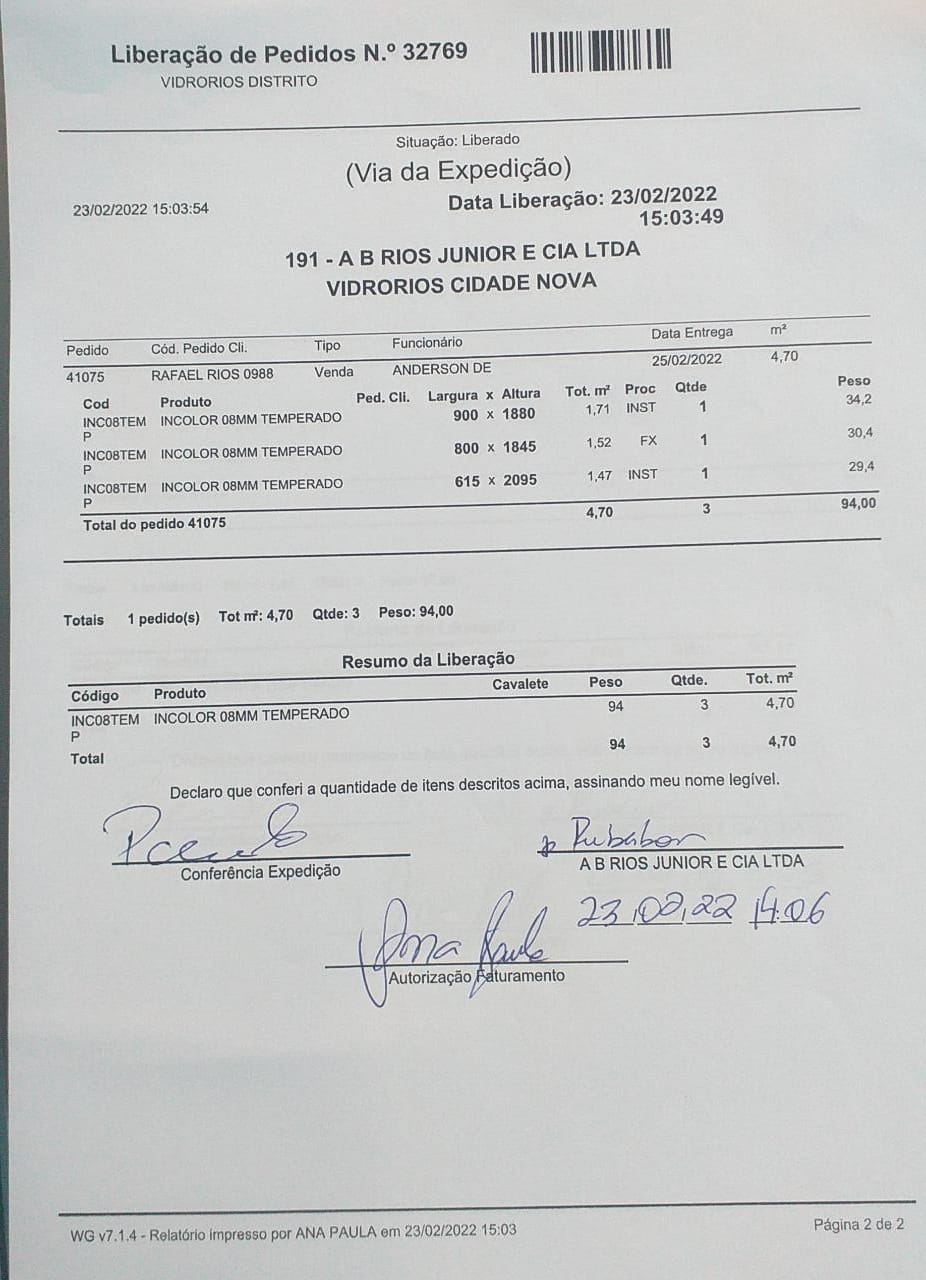 Liberação de Pedidos N.º 32769
VIDRORIOS DISTRITO
Situação: Liberado
(Via da Expedição)
23/02/2022 15:03:54
Data Liberação: 23/02/2022
15:03:49
191 - A B RIOS JUNIOR E CIA LTDA
VIDRORIOS CIDADE NOVA
Pedido Cód. Pedido Cli. Tipo Funcionário Data Entrega m²
41075 RAFAEL RIOS 0988 Venda ANDERSON DE 25/02/2022 4,70
Cod Produto Ped. Cli. Largura x Altura Tot. m² Proc Qtde Peso
INC08TEM INCOLOR 08MM TEMPERADO 900 x 1880 1,71 INST 1 34,2
P
INC08TEM INCOLOR 08MM TEMPERADO 800 x 1845 1,52 FX 1 30,4
P
INC08TEM INCOLOR 08MM TEMPERADO 615 x 2095 1,47 INST 1 29,4
P
Total do pedido 41075 4,70 3 94,00
Totais 1 pedido(s) Tot m²: 4,70 Qtde: 3 Peso: 94,00
Resumo da Liberação
Código Produto Cavalete Peso Qtde. Tot. m²
INC08TEM INCOLOR 08MM TEMPERADO 94 3 4,70
P
Total 94 3 4,70
Declaro que conferi a quantidade de itens descritos acima, assinando meu nome legível.
Conferência Expedição
A B RIOS JUNIOR E CIA LTDA
23,02,22 14:06
Ana Paula
Autorização Faturamento
WG v7.1.4 - Relatório impresso por ANA PAULA em 23/02/2022 15:03
Página 2 de 2